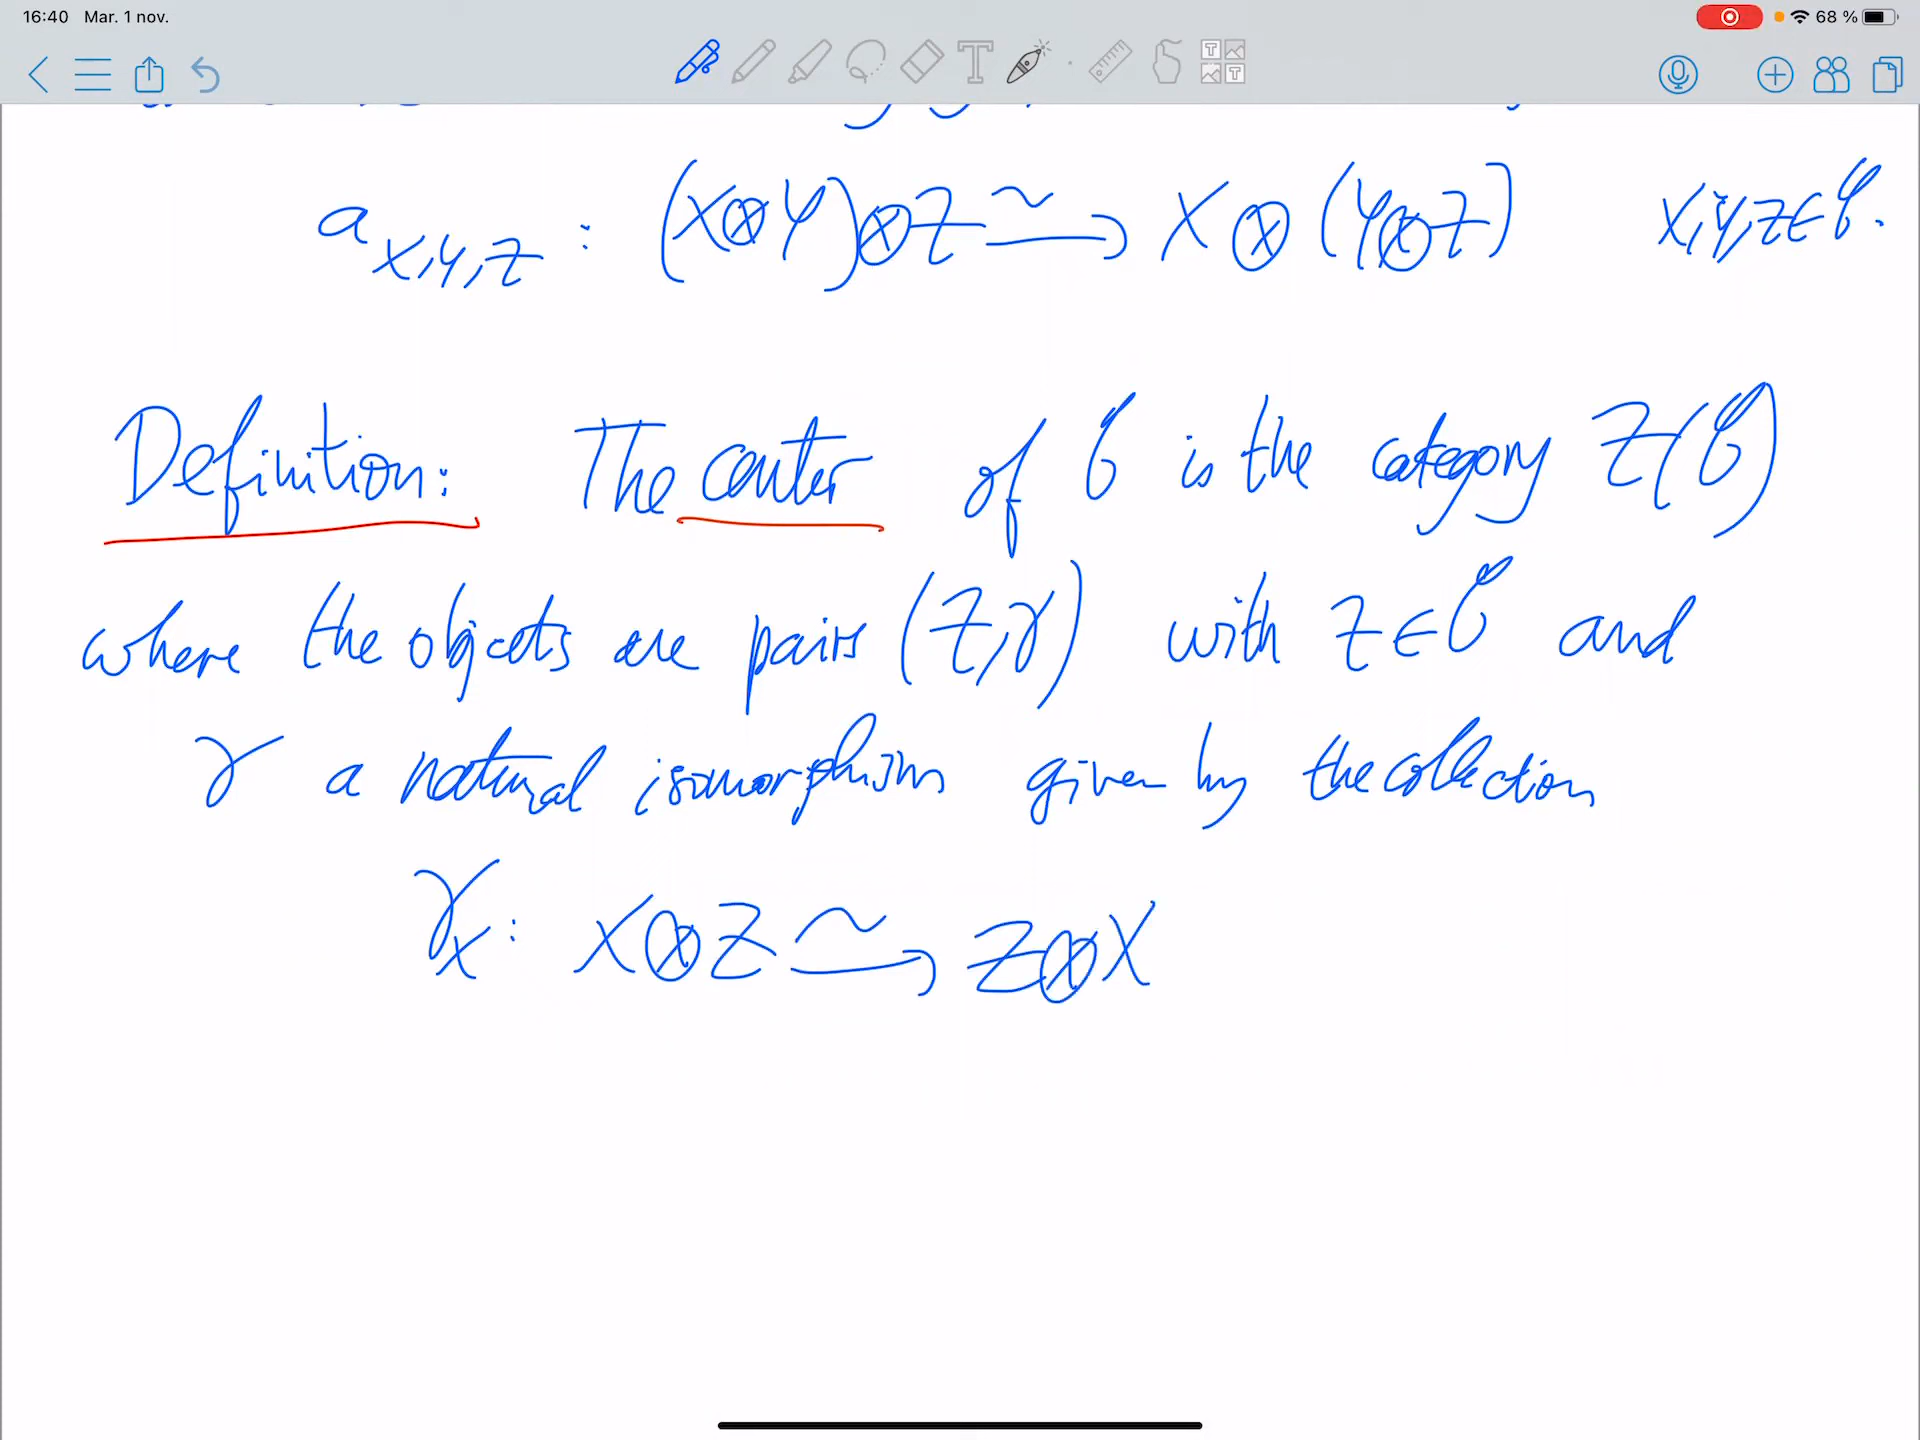 16:40 Mar. 1 nov. 68 %
a_{X,Y,Z} : (X⊗Y)⊗Z ⥲ X⊗(Y⊗Z) X,Y,Z∈𝒞.
Definition: The center of 𝒞 is the category Z(𝒞)
where the objects are pairs (Z,γ) with Z∈𝒞 and
γ a natural isomorphism given by the collection
γ_X : X⊗Z ⥲ Z⊗X